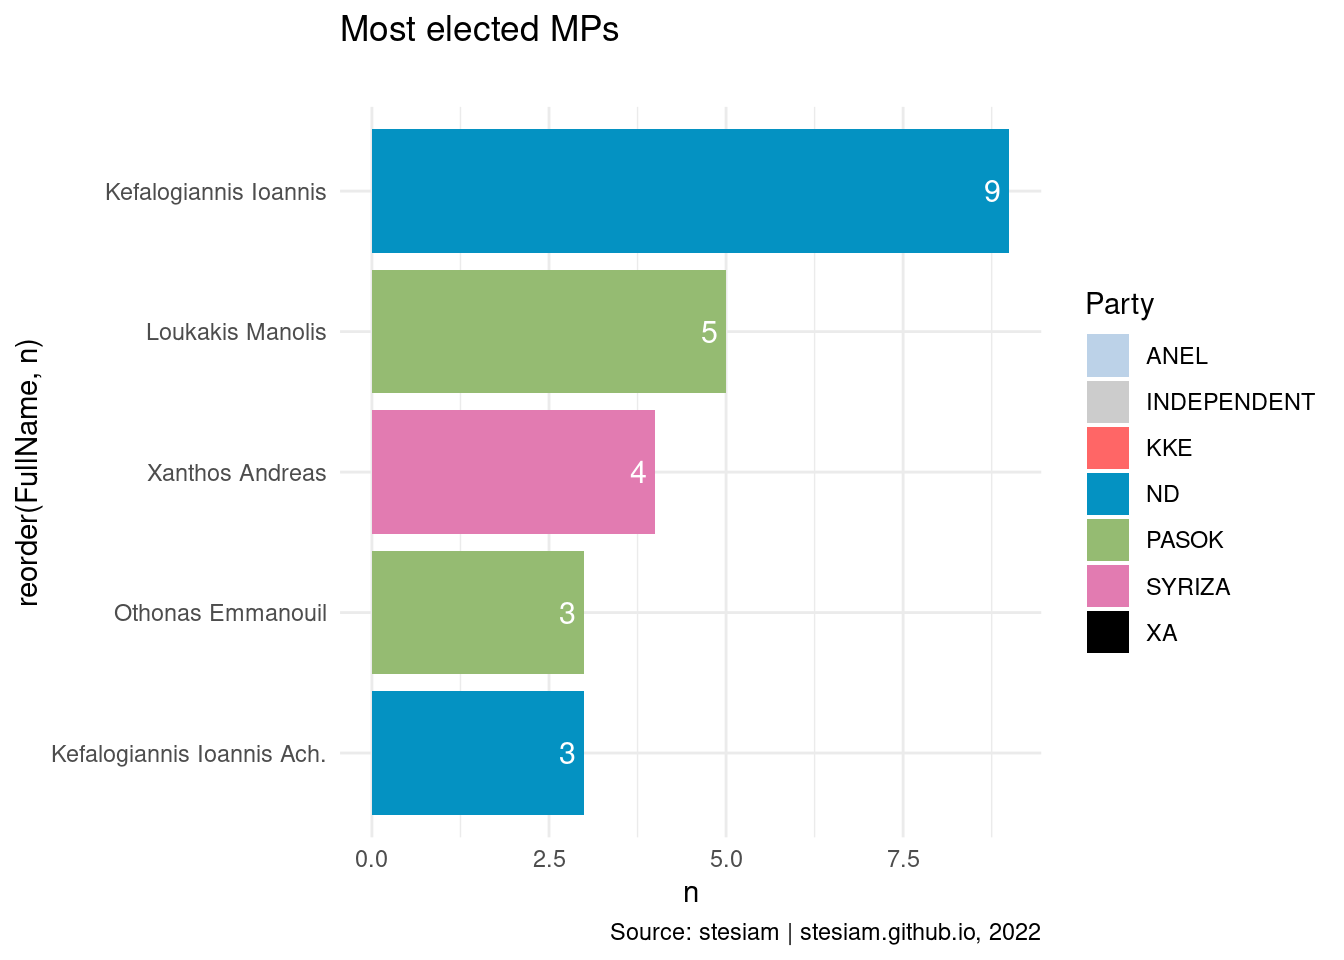 Most elected MPs
reorder(FullName, n)
Kefalogiannis Ioannis
9
Loukakis Manolis
5
Xanthos Andreas
4
Othonas Emmanouil
3
Kefalogiannis Ioannis Ach.
3
0.0 2.5 5.0 7.5
n
Party
ANEL
INDEPENDENT
KKE
ND
PASOK
SYRIZA
XA
Source: stesiam | stesiam.github.io, 2022